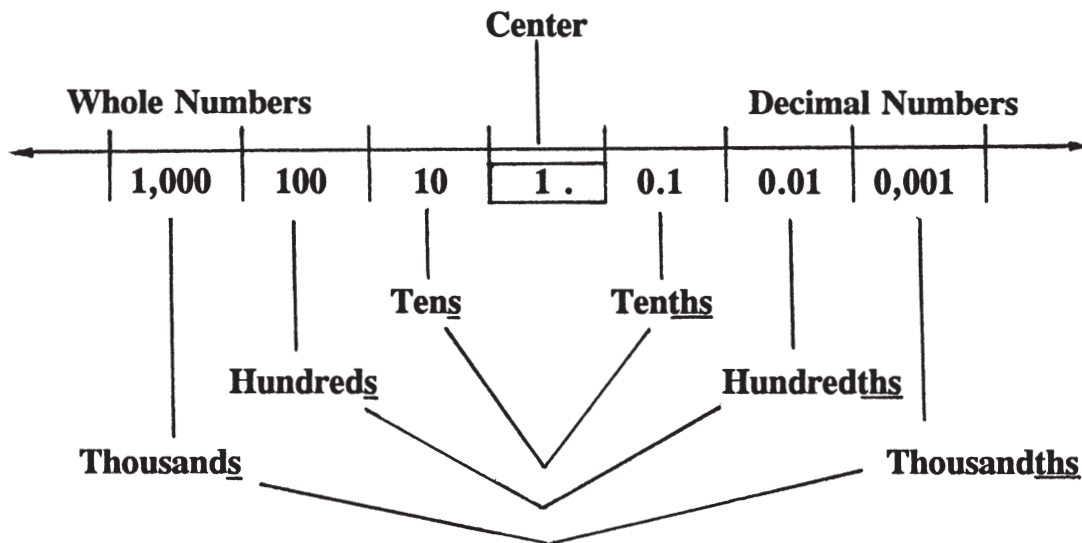 Center
Whole Numbers Decimal Numbers
1,000 100 10 1 . 0.1 0.01 0,001
Tens Tenths
Hundreds Hundredths
Thousands Thousandths